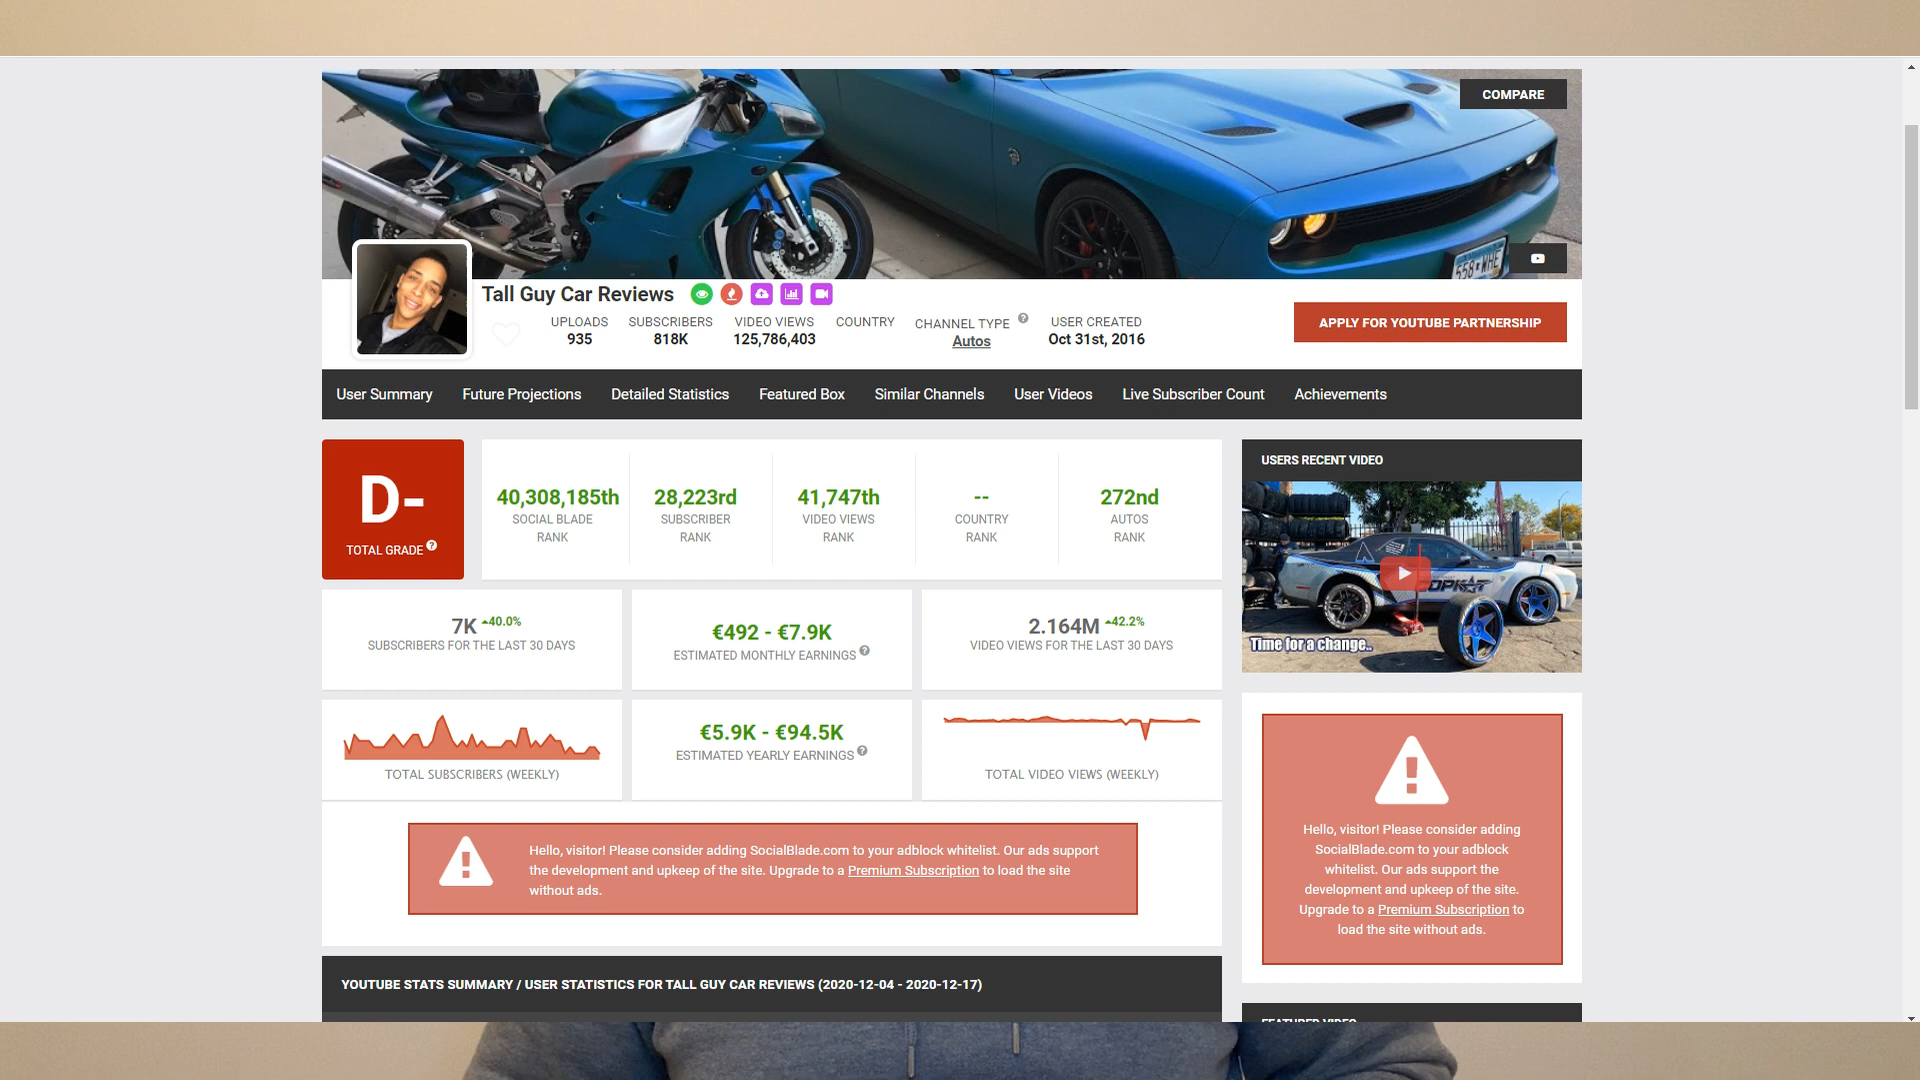 COMPARE
558 WHE
Tall Guy Car Reviews
UPLOADS
935
SUBSCRIBERS
818K
VIDEO VIEWS
125,786,403
COUNTRY
CHANNEL TYPE ?
Autos
USER CREATED
Oct 31st, 2016
APPLY FOR YOUTUBE PARTNERSHIP
User Summary Future Projections Detailed Statistics Featured Box Similar Channels User Videos Live Subscriber Count Achievements
D-
TOTAL GRADE ?
40,308,185th
SOCIAL BLADE
RANK
28,223rd
SUBSCRIBER
RANK
41,747th
VIDEO VIEWS
RANK
--
COUNTRY
RANK
272nd
AUTOS
RANK
7K 40.0%
SUBSCRIBERS FOR THE LAST 30 DAYS
€492 - €7.9K
ESTIMATED MONTHLY EARNINGS ?
2.164M 42.2%
VIDEO VIEWS FOR THE LAST 30 DAYS
TOTAL SUBSCRIBERS (WEEKLY)
€5.9K - €94.5K
ESTIMATED YEARLY EARNINGS ?
TOTAL VIDEO VIEWS (WEEKLY)
Hello, visitor! Please consider adding SocialBlade.com to your adblock whitelist. Our ads support
the development and upkeep of the site. Upgrade to a Premium Subscription to load the site
without ads.
YOUTUBE STATS SUMMARY / USER STATISTICS FOR TALL GUY CAR REVIEWS (2020-12-04 - 2020-12-17)
USERS RECENT VIDEO
Time for a change..
Hello, visitor! Please consider adding
SocialBlade.com to your adblock
whitelist. Our ads support the
development and upkeep of the site.
Upgrade to a Premium Subscription to
load the site without ads.
FEATURED VIDEO